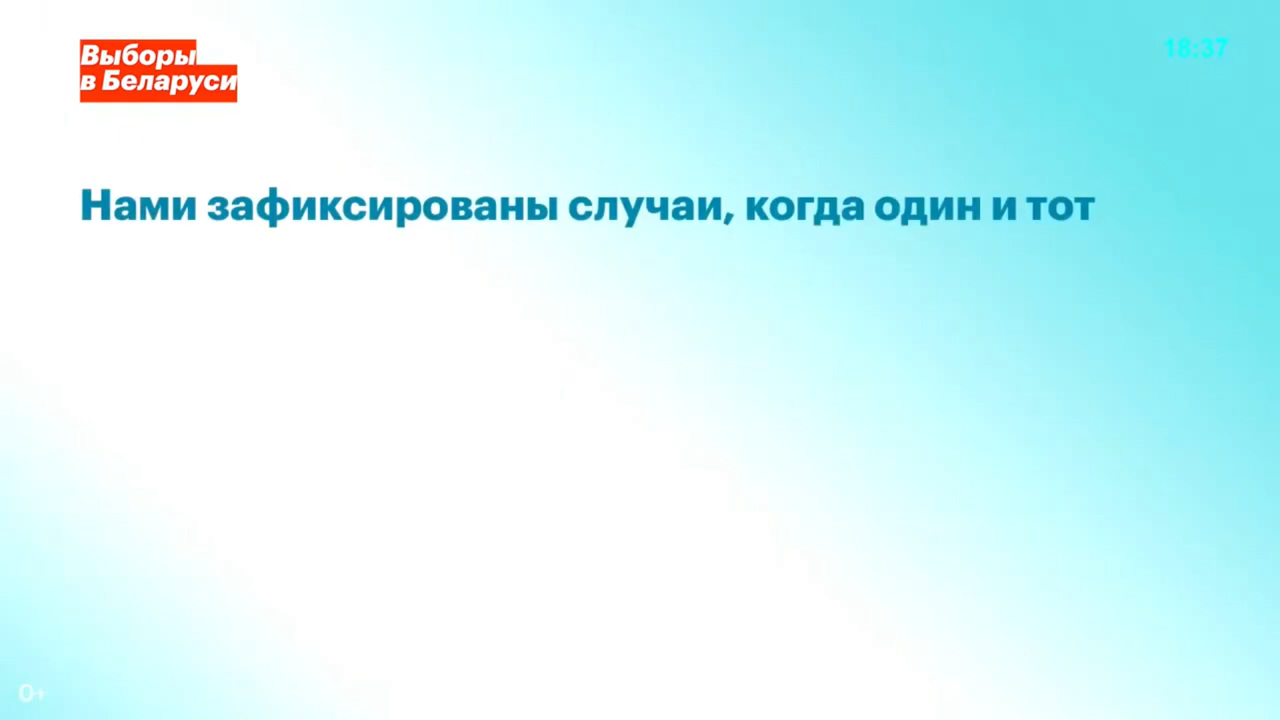 Выборы
в Беларуси
18:37
Нами зафиксированы случаи, когда один и тот
0+